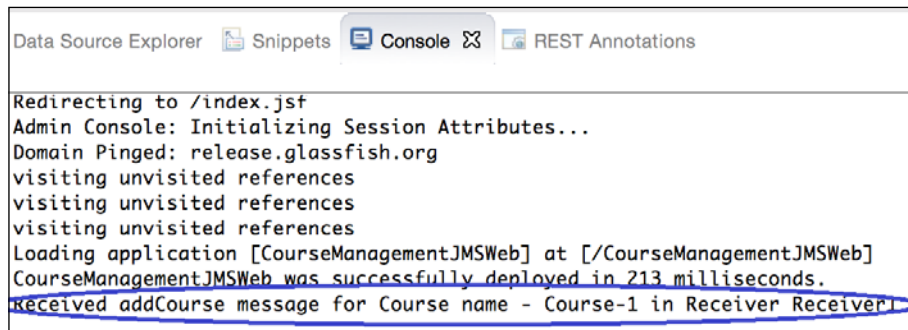 Data Source Explorer Snippets Console REST Annotations
Redirecting to /index.jsf
Admin Console: Initializing Session Attributes...
Domain Pinged: release.glassfish.org
visiting unvisited references
visiting unvisited references
visiting unvisited references
Loading application [CourseManagementJMSWeb] at [/CourseManagementJMSWeb]
CourseManagementJMSWeb was successfully deployed in 213 milliseconds.
Received addCourse message for Course name - Course-1 in Receiver Receiver1